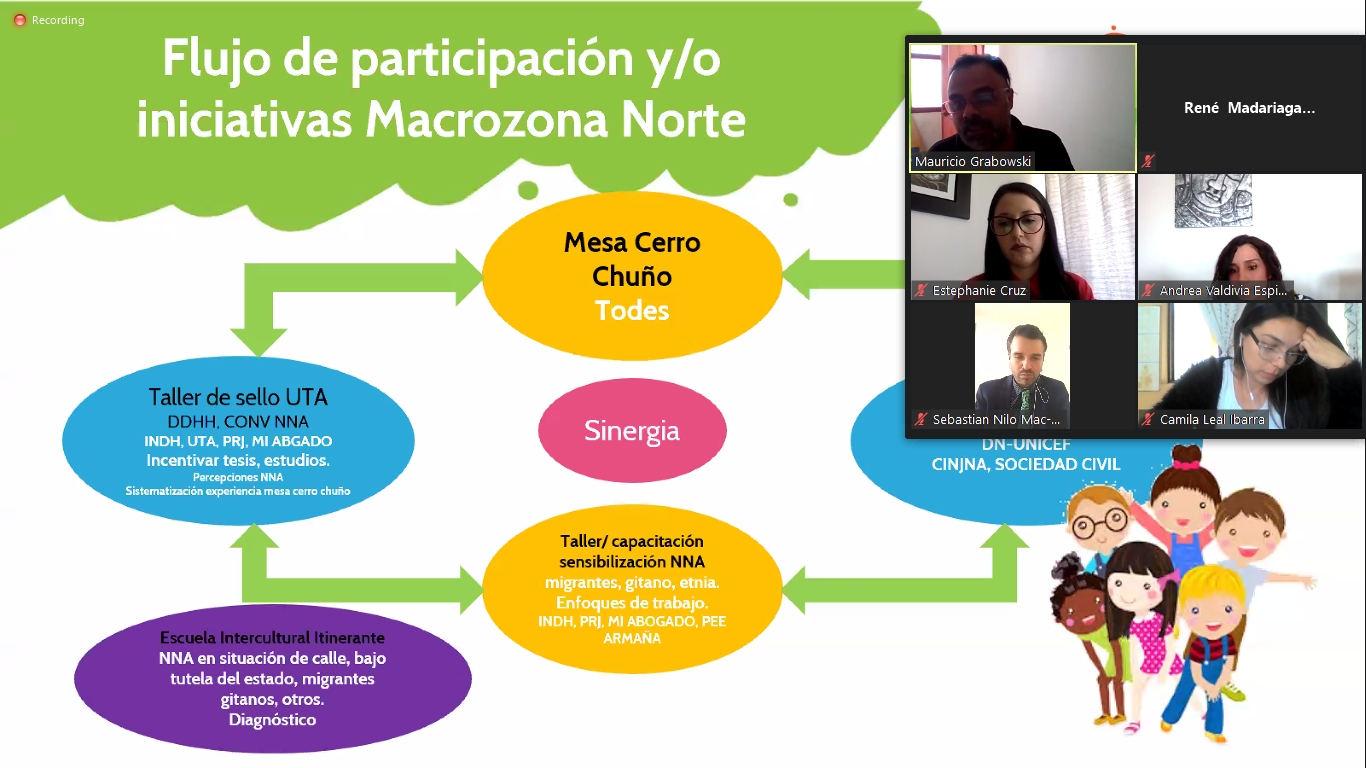 Recording
Flujo de participación y/o
iniciativas Macrozona Norte
Mauricio Grabowski
René Madariaga...
Estephanie Cruz
Andrea Valdivia Espi...
Sebastian Nilo Mac-...
Camila Leal Ibarra
Mesa Cerro
Chuño
Todes
Taller de sello UTA
DDHH, CONV NNA
INDH, UTA, PRJ, MI ABGADO
Incentivar tesis, estudios.
Percepciones NNA
Sistematización experiencia mesa cerro chuño
Sinergia
DN-UNICEF
CINJNA, SOCIEDAD CIVIL
Taller/ capacitación
sensibilización NNA
migrantes, gitano, etnia.
Enfoques de trabajo.
INDH, PRJ, MI ABOGADO, PEE
ARMAÑA
Escuela Intercultural Itinerante
NNA en situación de calle, bajo
tutela del estado, migrantes
gitanos, otros.
Diagnóstico